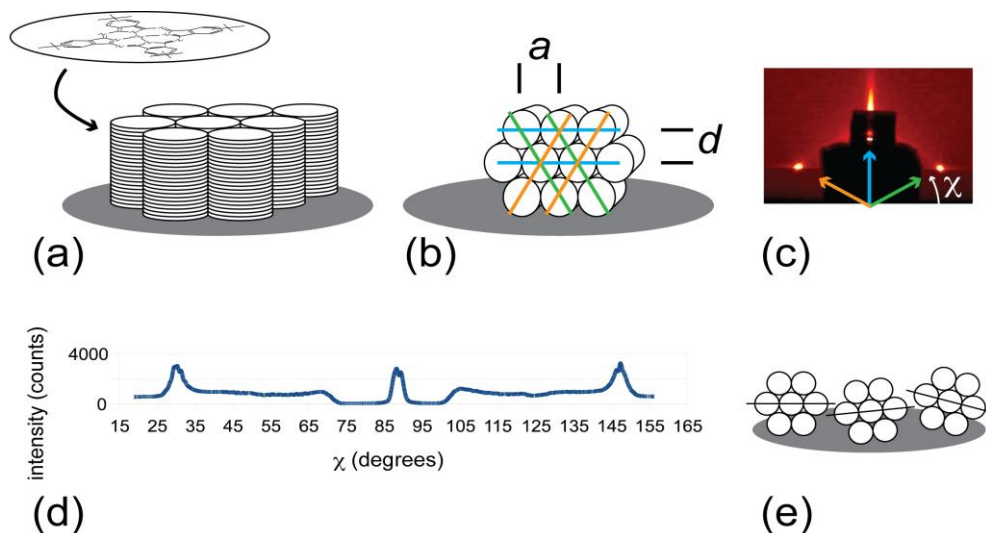 a
d
χ
(a)
(b)
(c)
intensity (counts)
4000
0
15 25 35 45 55 65 75 85 95 105 115 125 135 145 155 165
χ (degrees)
(d)
(e)